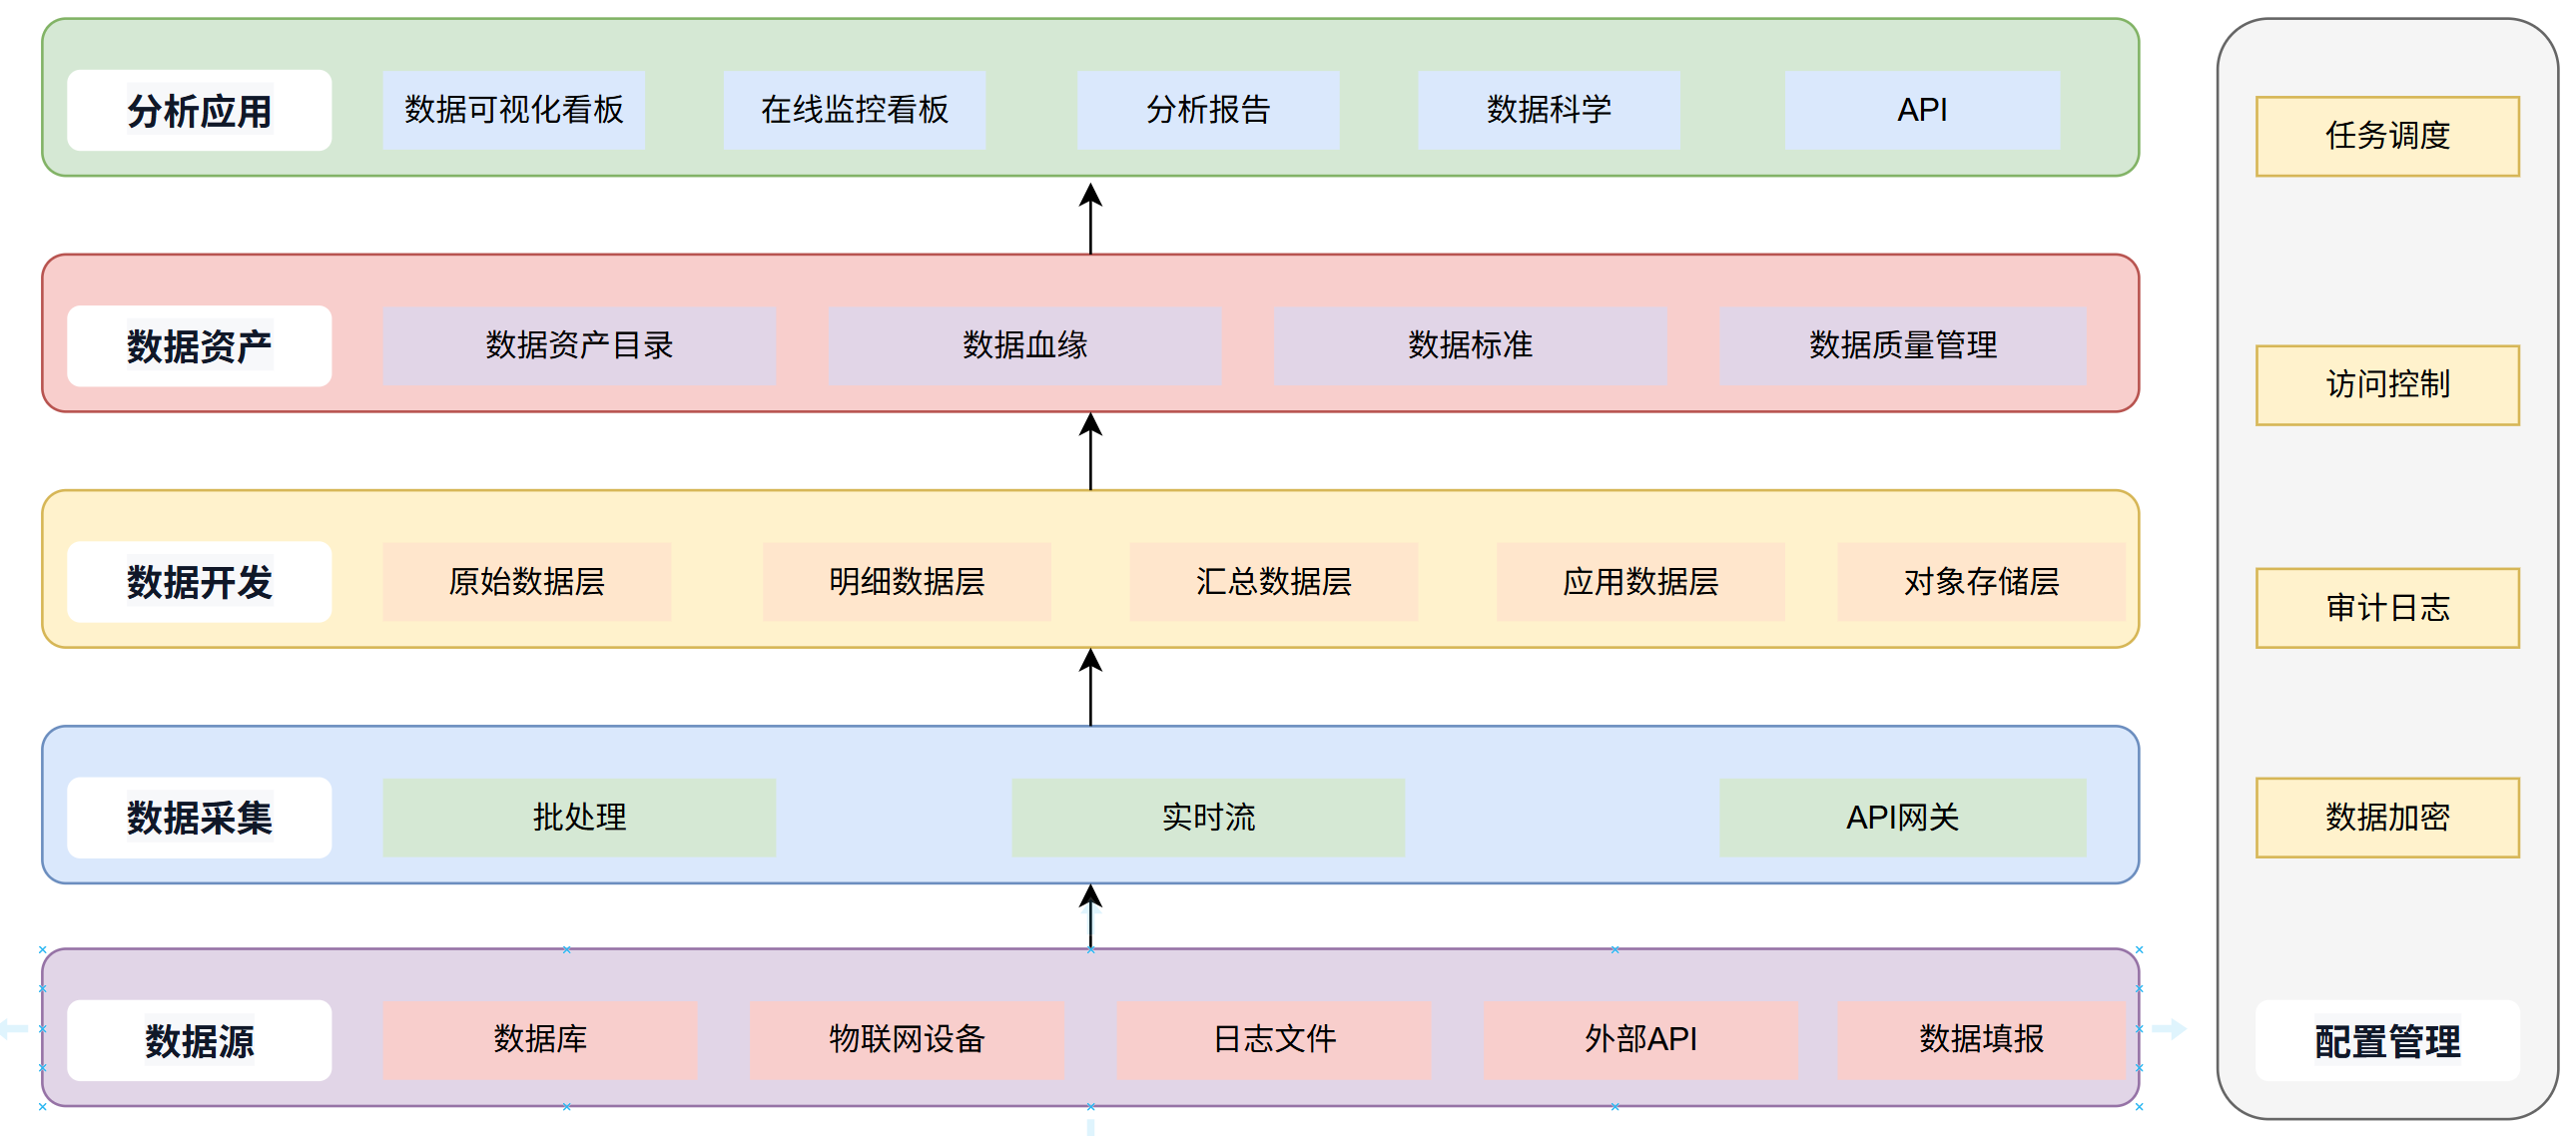 分析应用
数据可视化看板
在线监控看板
分析报告
数据科学
API
数据资产
数据资产目录
数据血缘
数据标准
数据质量管理
数据开发
原始数据层
明细数据层
汇总数据层
应用数据层
对象存储层
数据采集
批处理
实时流
API网关
数据源
数据库
物联网设备
日志文件
外部API
数据填报
任务调度
访问控制
审计日志
数据加密
配置管理